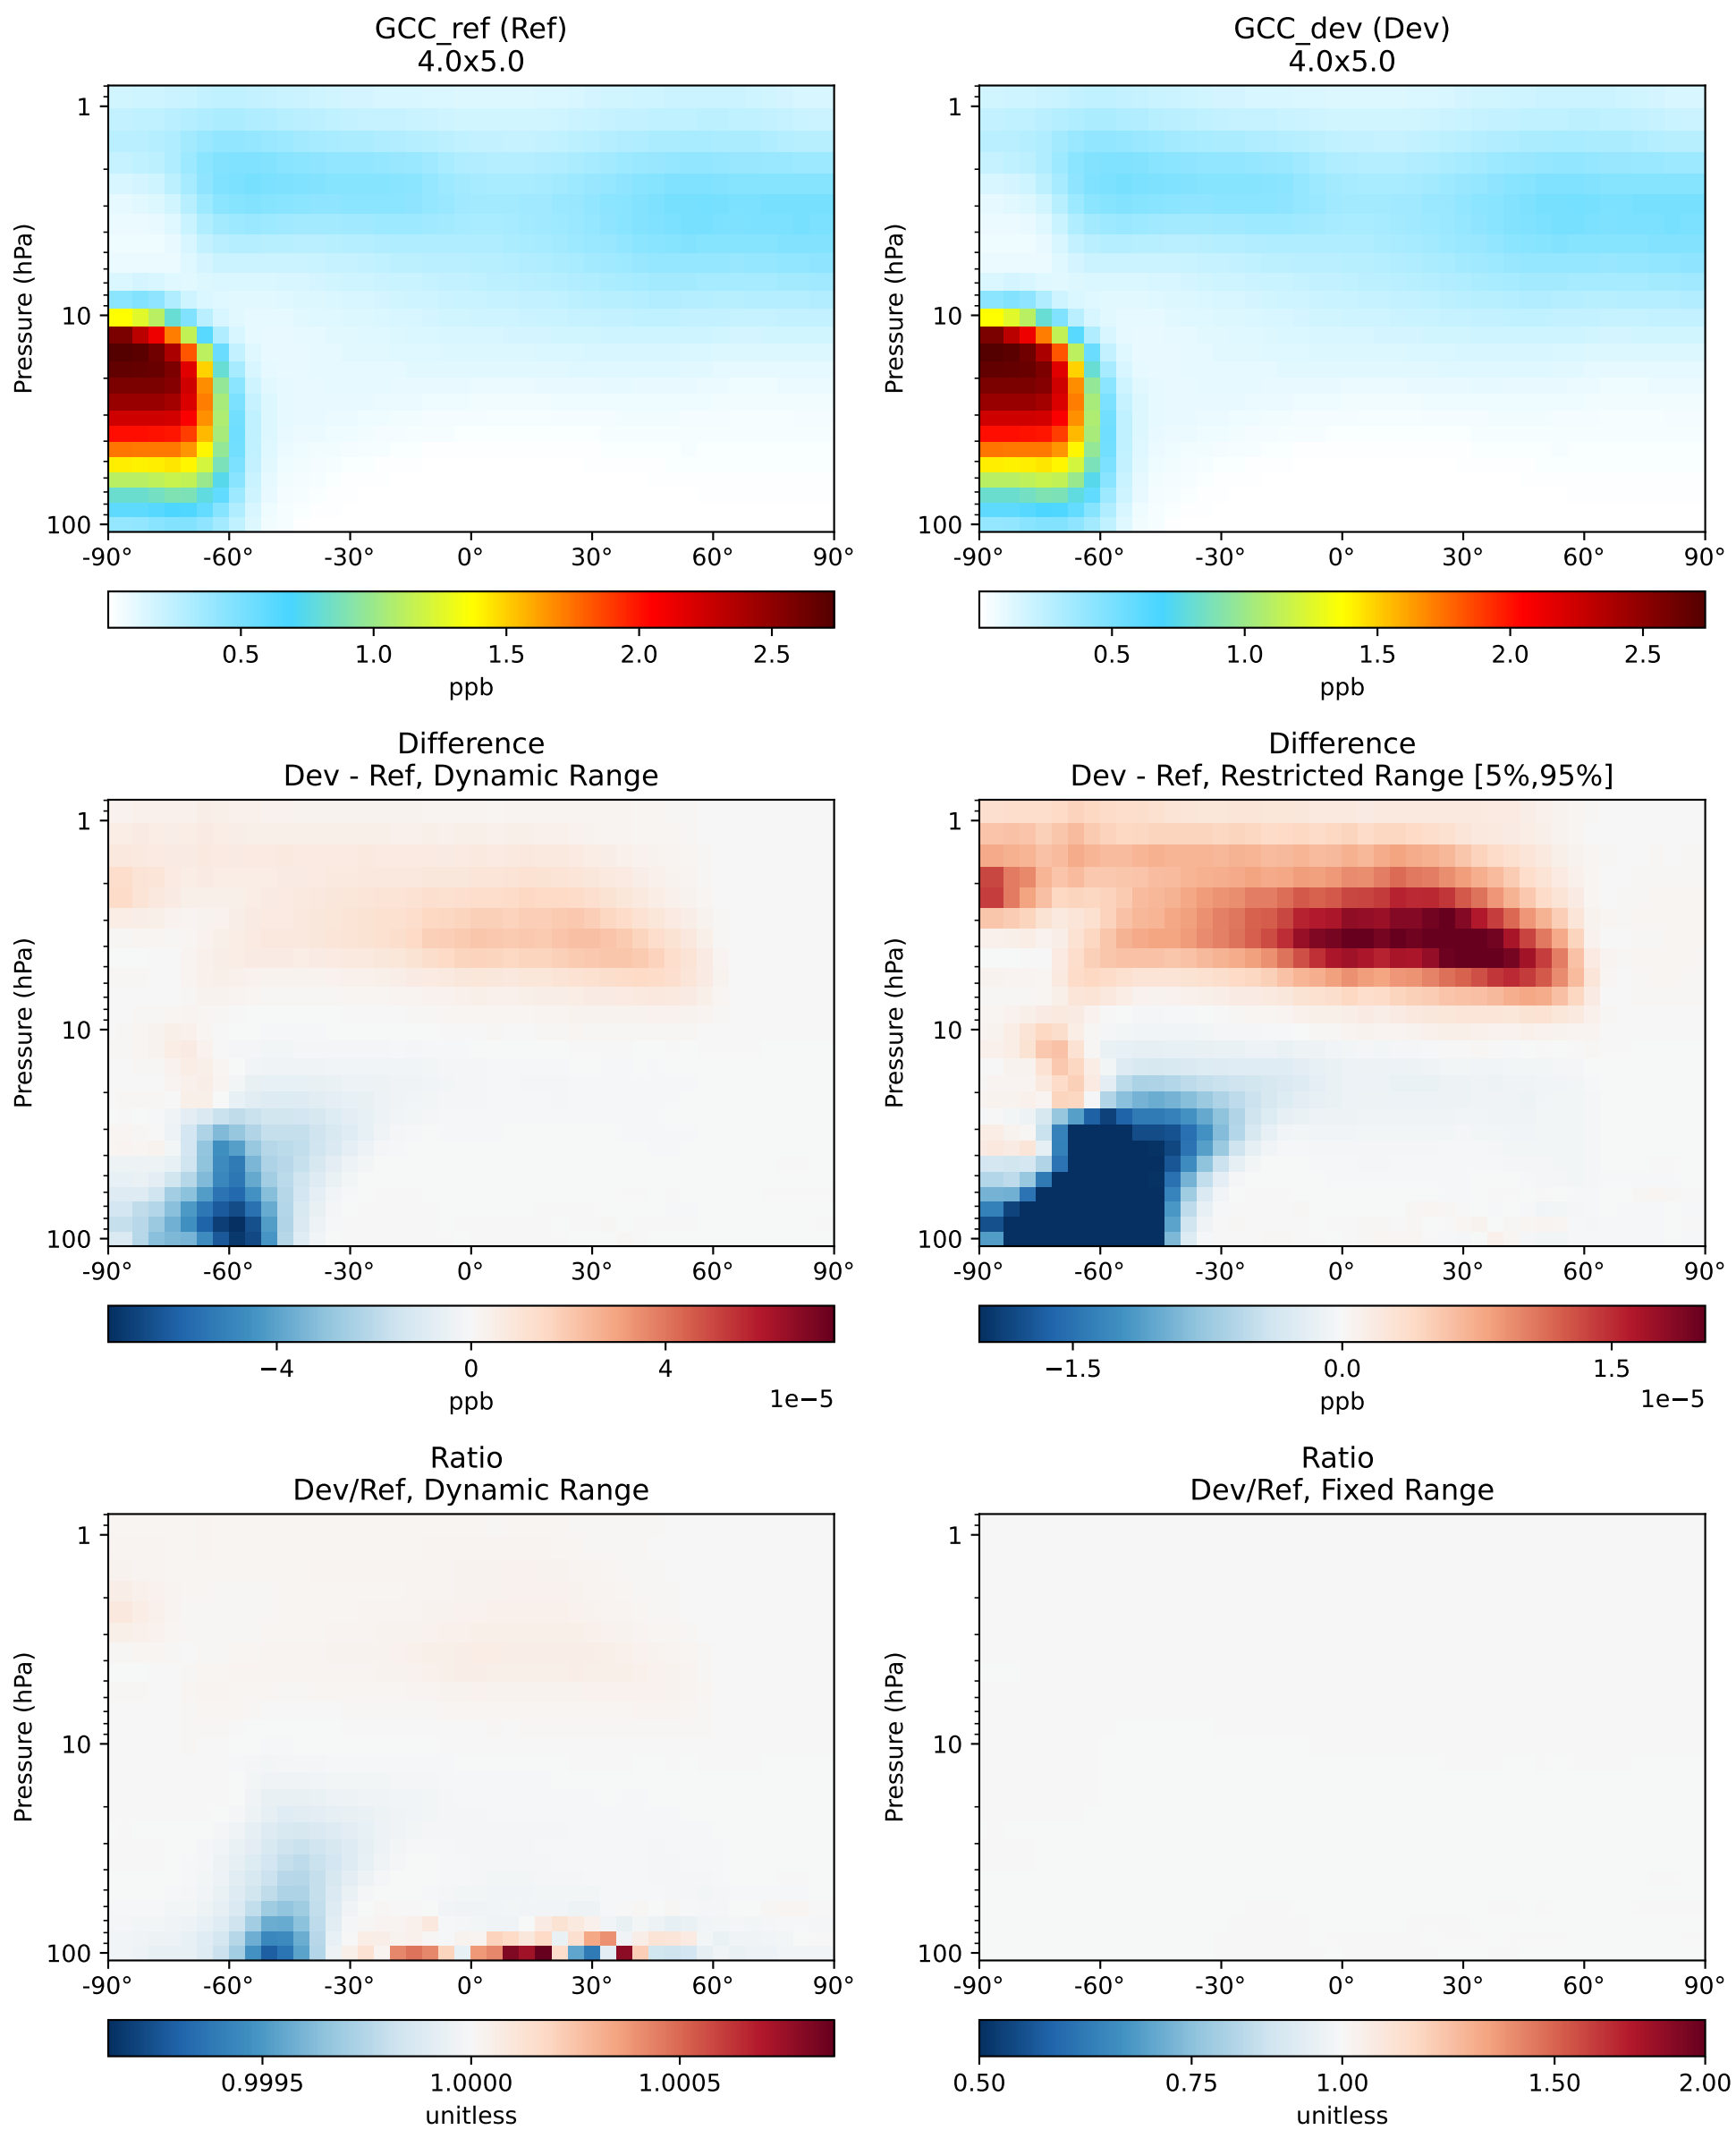 GCC_ref (Ref)
4.0x5.0
GCC_dev (Dev)
4.0x5.0
Pressure (hPa)
1
10
100
-90° -60° -30° 0° 30° 60° 90°
0.5 1.0 1.5 2.0 2.5
ppb
Pressure (hPa)
1
10
100
-90° -60° -30° 0° 30° 60° 90°
0.5 1.0 1.5 2.0 2.5
ppb
Difference
Dev - Ref, Dynamic Range
Difference
Dev - Ref, Restricted Range [5%,95%]
Pressure (hPa)
1
10
100
-90° -60° -30° 0° 30° 60° 90°
−4 0 4
ppb
1e−5
Pressure (hPa)
1
10
100
-90° -60° -30° 0° 30° 60° 90°
−1.5 0.0 1.5
ppb
1e−5
Ratio
Dev/Ref, Dynamic Range
Ratio
Dev/Ref, Fixed Range
Pressure (hPa)
1
10
100
-90° -60° -30° 0° 30° 60° 90°
0.9995 1.0000 1.0005
unitless
Pressure (hPa)
1
10
100
-90° -60° -30° 0° 30° 60° 90°
0.50 0.75 1.00 1.50 2.00
unitless